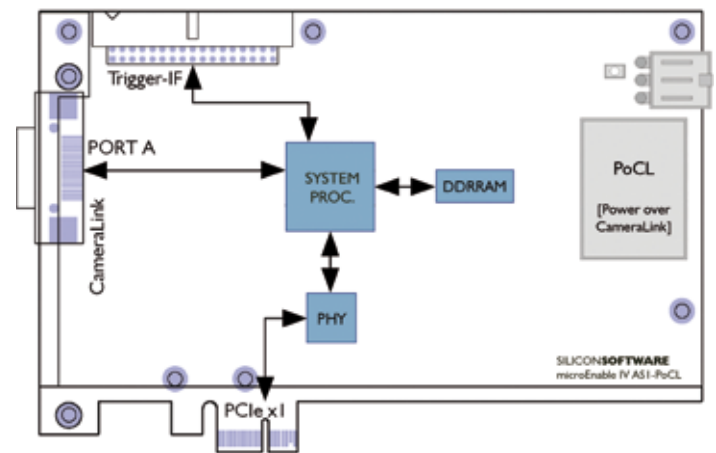 Trigger-IF
PORT A
CameraLink
SYSTEM
PROC.
DDRRAM
PoCL
[Power over
CameraLink]
PHY
SILICONSOFTWARE
microEnable IV AS1-PoCL
PCIe x1